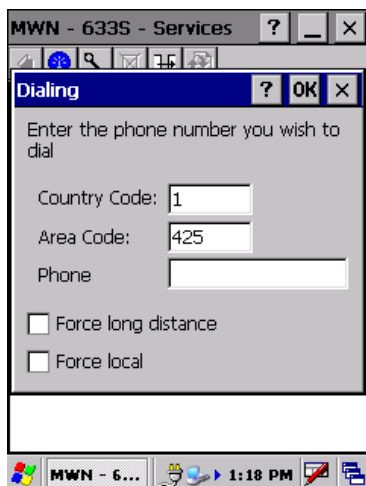 MWN - 633S - Services ? _ ×
Dialing ? OK ×
Enter the phone number you wish to
dial
Country Code: 1
Area Code: 425
Phone
Force long distance
Force local
MWN - 6... 1:18 PM